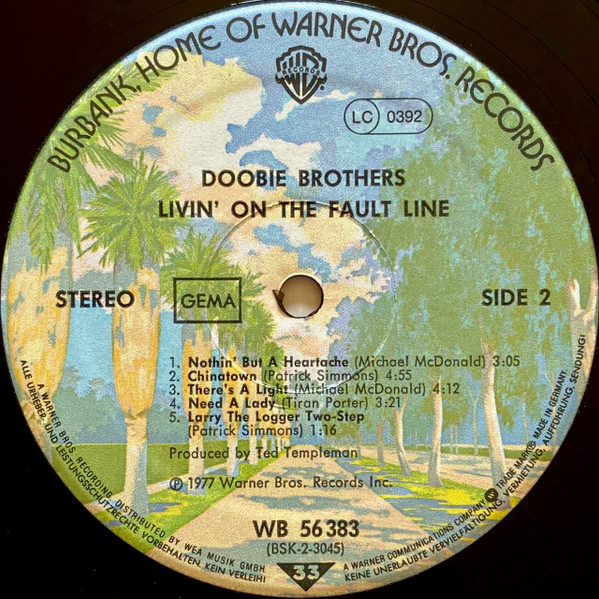 BURBANK, HOME OF WARNER BROS. RECORDS
WB
RECORDS
LC 0392
DOOBIE BROTHERS
LIVIN' ON THE FAULT LINE
STEREO
GEMA
SIDE 2
1. Nothin' But A Heartache (Michael McDonald) 3:05
2. Chinatown (Patrick Simmons) 4:55
3. There's A Light (Michael McDonald) 4:12
4. Need A Lady (Tiran Porter) 3:21
5. Larry The Logger Two-Step
(Patrick Simmons) 1:16
Produced by Ted Templeman
℗ 1977 Warner Bros. Records Inc.
WB 56 383
(BSK-2-3045)
33
A WARNER BROS. RECORDING DISTRIBUTED BY WEA MUSIK GMBH
ALLE URHEBER- UND LEISTUNGSSCHUTZRECHTE VORBEHALTEN. KEIN VERLEIH!
A WARNER COMMUNICATIONS COMPANY TRADE MARK® MADE IN GERMANY
KEINE UNERLAUBTE VERVIELFÄLTIGUNG, VERMIETUNG, AUFFÜHRUNG, SENDUNG!